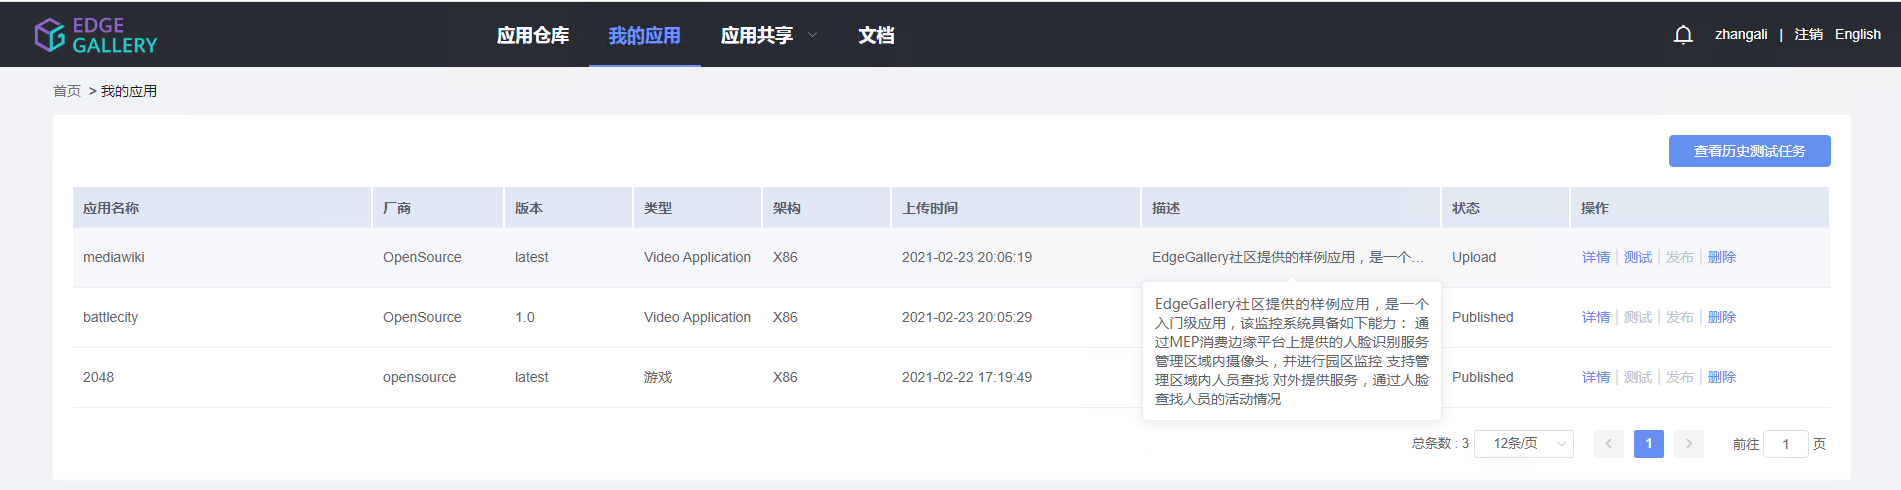 EDGE
GALLERY
应用仓库 我的应用 应用共享 文档 zhangali | 注销 English
首页 > 我的应用
查看历史测试任务
应用名称 厂商 版本 类型 架构 上传时间 描述 状态 操作
mediawiki OpenSource latest Video Application X86 2021-02-23 20:06:19 EdgeGallery社区提供的样例应用，是一个... Upload 详情 | 测试 | 发布 | 删除
battlecity OpenSource 1.0 Video Application X86 2021-02-23 20:05:29 Published 详情 | 测试 | 发布 | 删除
2048 opensource latest 游戏 X86 2021-02-22 17:19:49 Published 详情 | 测试 | 发布 | 删除
EdgeGallery社区提供的样例应用，是一个
入门级应用，该监控系统具备如下能力： 通
过MEP消费边缘平台上提供的人脸识别服务
管理区域内摄像头，并进行园区监控 支持管
理区域内人员查找 对外提供服务，通过人脸
查找人员的活动情况
总条数 : 3 12条/页 < 1 > 前往 1 页